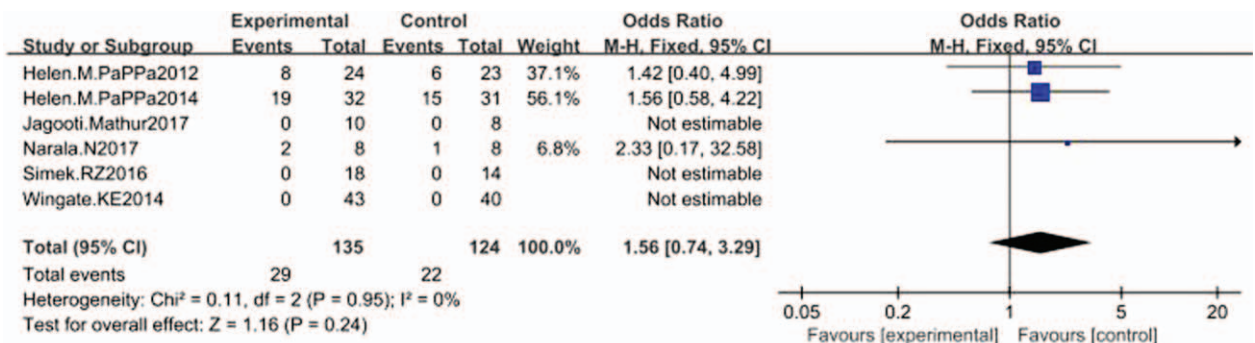 Experimental Control Odds Ratio Odds Ratio
Study or Subgroup Events Total Events Total Weight M-H, Fixed, 95% CI M-H, Fixed, 95% CI
Helen.M.PaPPa2012 8 24 6 23 37.1% 1.42 [0.40, 4.99]
Helen.M.PaPPa2014 19 32 15 31 56.1% 1.56 [0.58, 4.22]
Jagooti.Mathur2017 0 10 0 8 Not estimable
Narala.N2017 2 8 1 8 6.8% 2.33 [0.17, 32.58]
Simek.RZ2016 0 18 0 14 Not estimable
Wingate.KE2014 0 43 0 40 Not estimable
Total (95% CI) 135 124 100.0% 1.56 [0.74, 3.29]
Total events 29 22
Heterogeneity: Chi² = 0.11, df = 2 (P = 0.95); I² = 0%
Test for overall effect: Z = 1.16 (P = 0.24)
0.05 0.2 1 5 20
Favours [experimental] Favours [control]